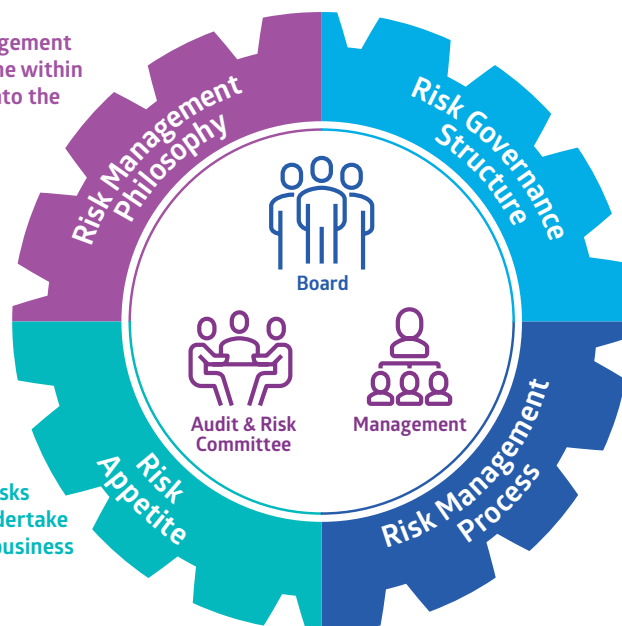 gement
ne within
nto the
Risk Management
Philosophy
Risk Governance
Structure
Board
Audit & Risk
Committee
Management
Risk
Appetite
Risk Management
Process
sks
dertake
business